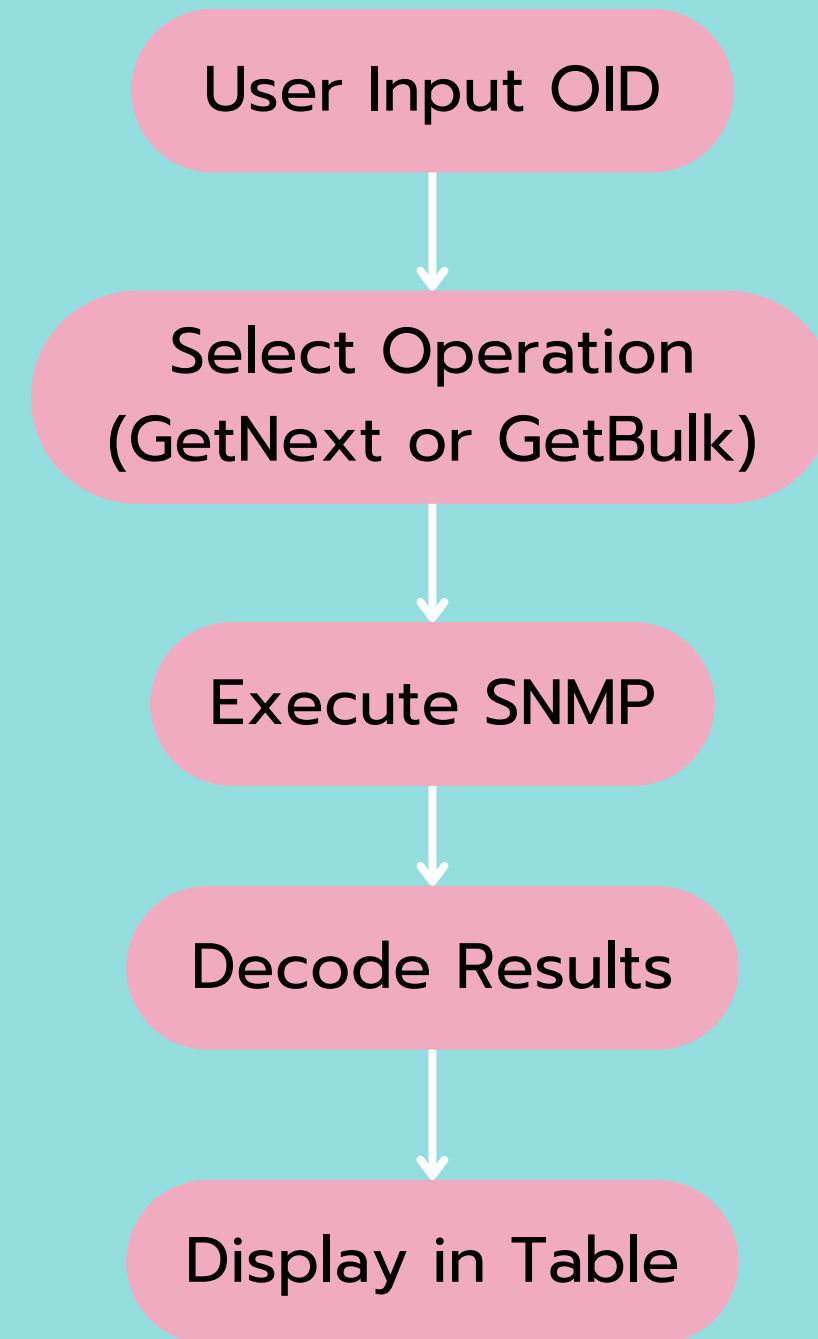 User Input OID
Select Operation
(GetNext or GetBulk)
Execute SNMP
Decode Results
Display in Table